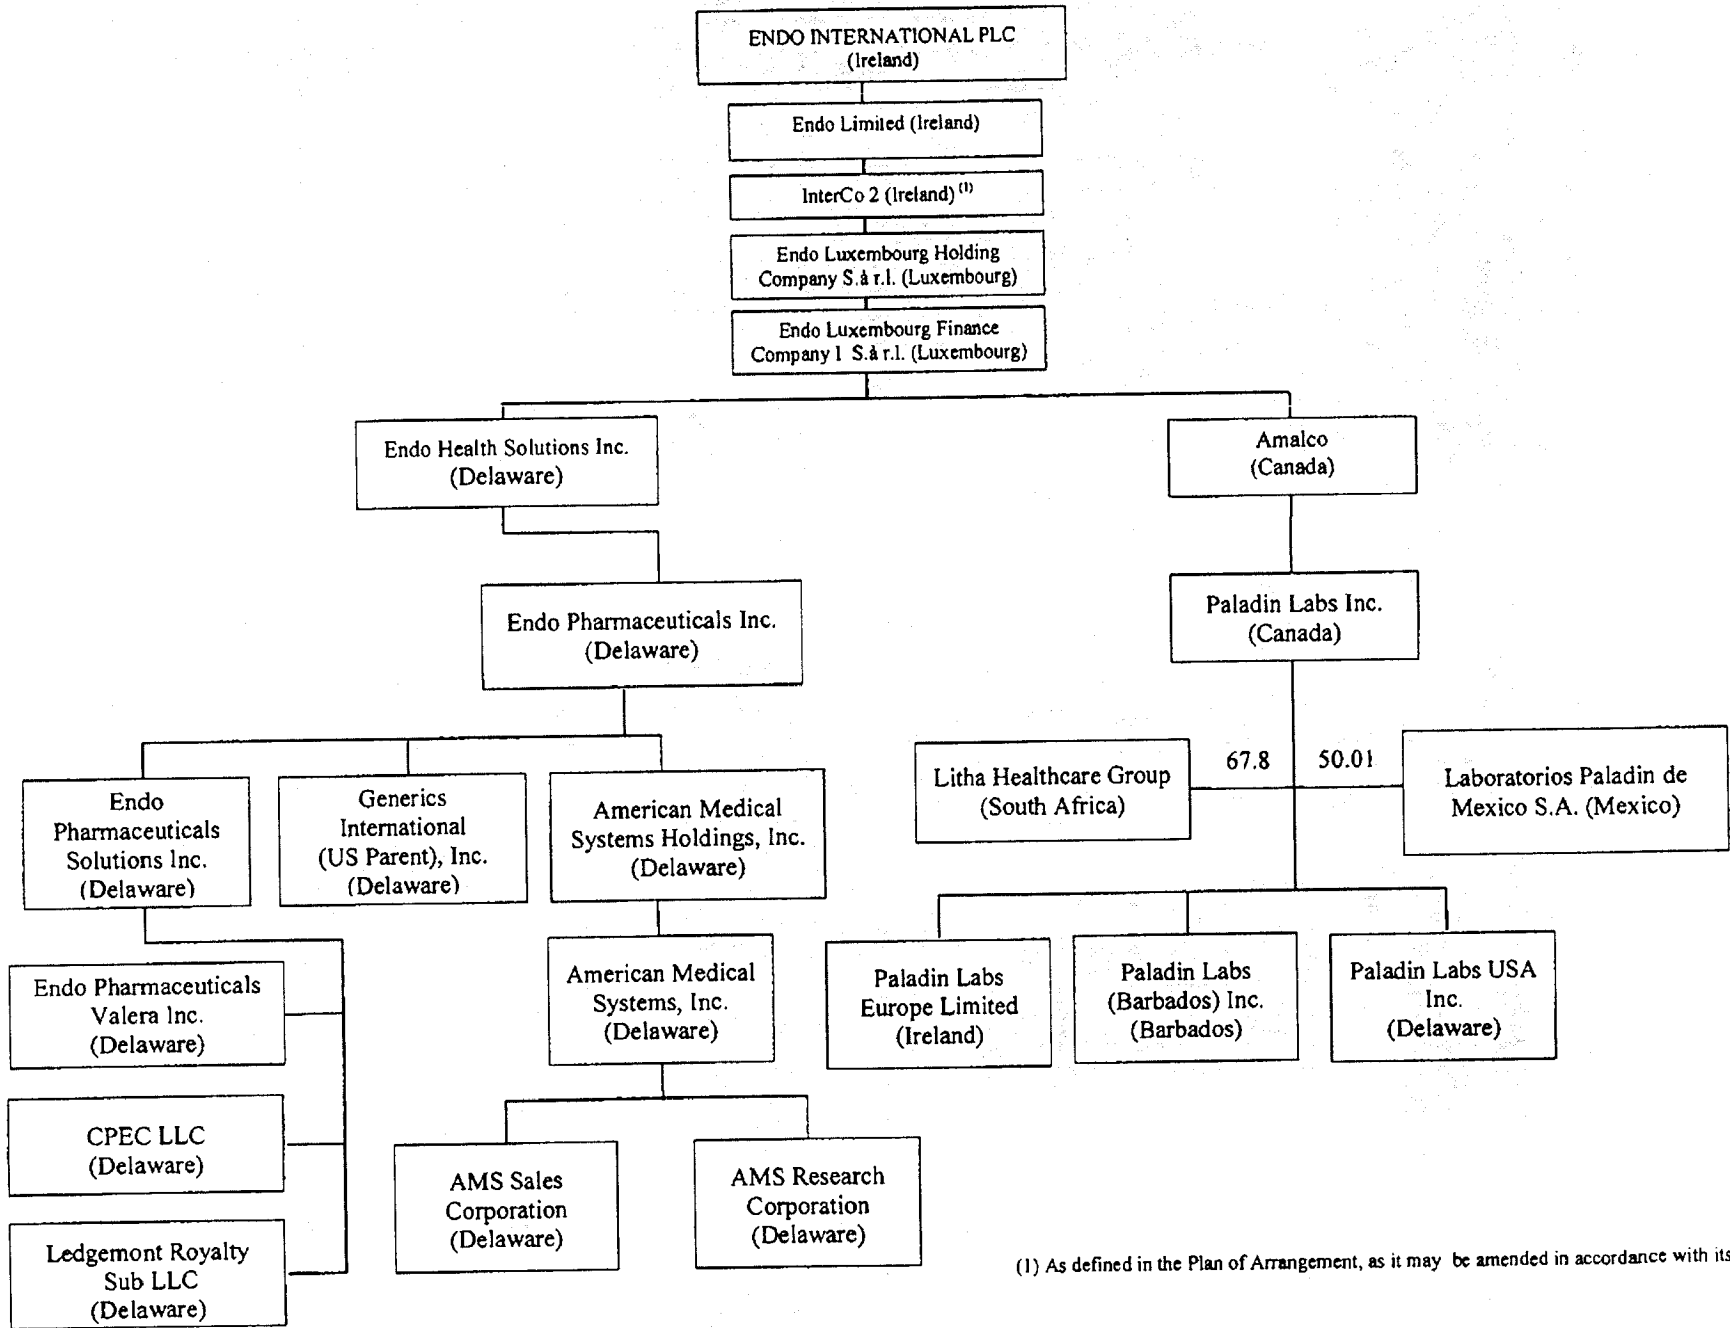 ENDO INTERNATIONAL PLC
(Ireland)
Endo Limited (Ireland)
InterCo 2 (Ireland) (1)
Endo Luxembourg Holding
Company S.à r.l. (Luxembourg)
Endo Luxembourg Finance
Company 1 S.à r.l. (Luxembourg)
Endo Health Solutions Inc.
(Delaware)
Amalco
(Canada)
Endo Pharmaceuticals Inc.
(Delaware)
Paladin Labs Inc.
(Canada)
Endo
Pharmaceuticals
Solutions Inc.
(Delaware)
Generics
International
(US Parent), Inc.
(Delaware)
American Medical
Systems Holdings, Inc.
(Delaware)
Litha Healthcare Group
(South Africa)
67.8
50.01
Laboratorios Paladin de
Mexico S.A. (Mexico)
Endo Pharmaceuticals
Valera Inc.
(Delaware)
American Medical
Systems, Inc.
(Delaware)
Paladin Labs
Europe Limited
(Ireland)
Paladin Labs
(Barbados) Inc.
(Barbados)
Paladin Labs USA
Inc.
(Delaware)
CPEC LLC
(Delaware)
AMS Sales
Corporation
(Delaware)
AMS Research
Corporation
(Delaware)
Ledgemont Royalty
Sub LLC
(Delaware)
(1) As defined in the Plan of Arrangement, as it may be amended in accordance with its